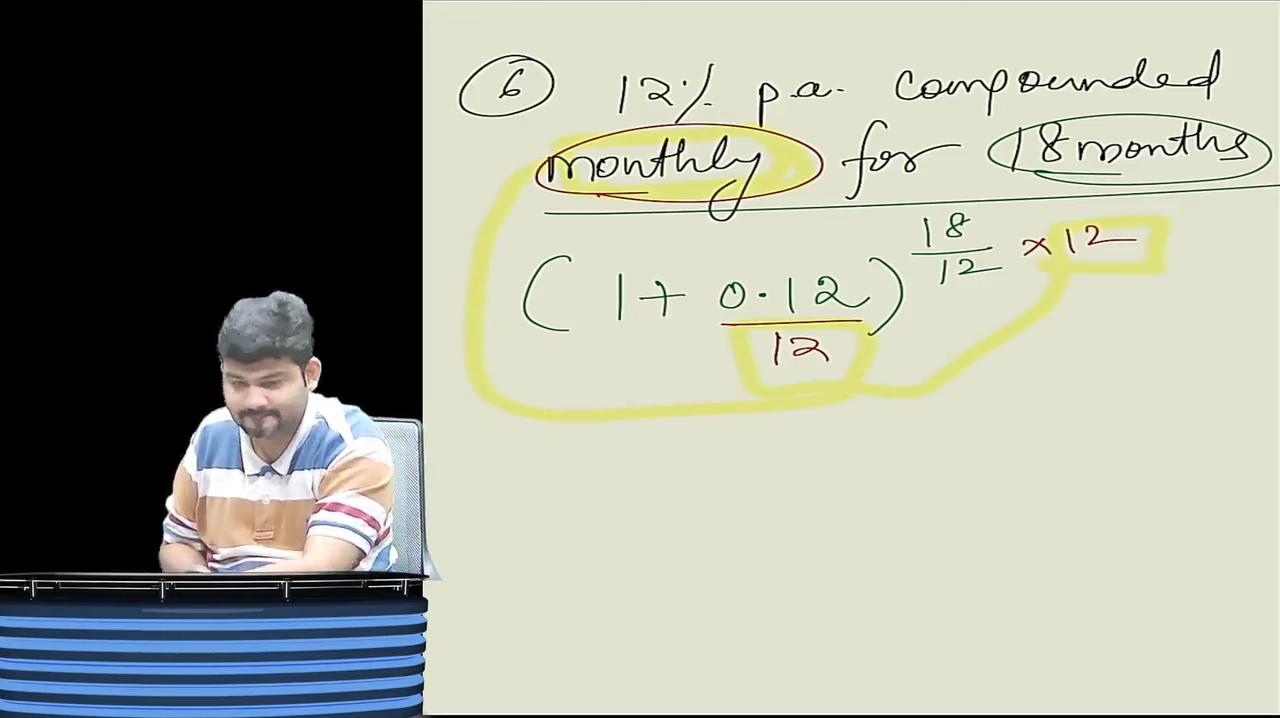 6 12% p.a. compounded
monthly for 18 months
(1 + 0.12/12)^18/12 × 12